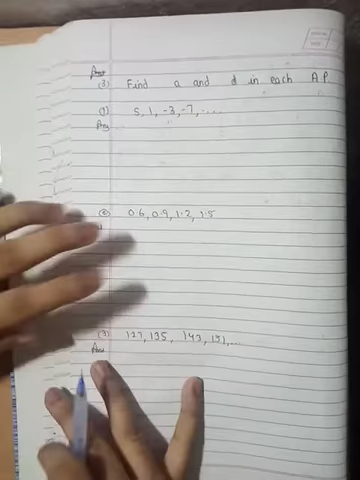 Ans
(3) Find a and d in each A P
(1) 5, 1, -3, -7, .....
Ans
(2) 0.6, 0.9, 1.2, 1.5
(3) 127, 135, 143, 151, ...
Ans